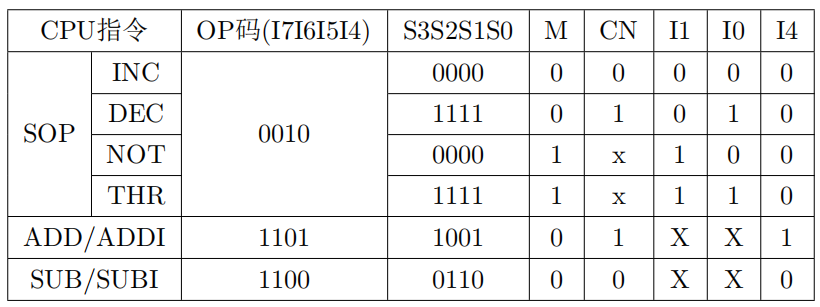 CPU指令 OP码(I7I6I5I4) S3S2S1S0 M CN I1 I0 I4
SOP INC 0010 0000 0 0 0 0 0
DEC 1111 0 1 0 1 0
NOT 0000 1 x 1 0 0
THR 1111 1 x 1 1 0
ADD/ADDI 1101 1001 0 1 X X 1
SUB/SUBI 1100 0110 0 0 X X 0